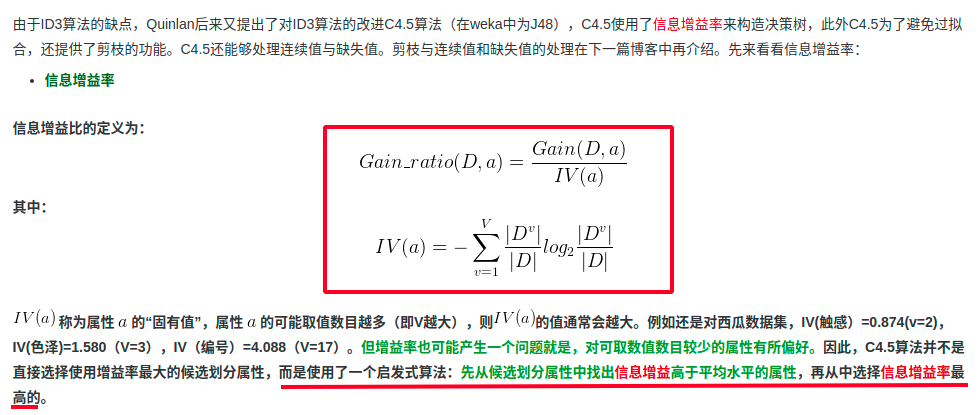 由于ID3算法的缺点，Quinlan后来又提出了对ID3算法的改进C4.5算法（在weka中为J48），C4.5使用了信息增益率来构造决策树，此外C4.5为了避免过拟
合，还提供了剪枝的功能。C4.5还能够处理连续值与缺失值。剪枝与连续值和缺失值的处理在下一篇博客中再介绍。先来看看信息增益率：
• 信息增益率
信息增益比的定义为：
Gain_ratio(D, a) = Gain(D, a) / IV(a)
其中：
IV(a) = −∑_{v=1}^{V} |D^v|/|D| log₂ |D^v|/|D|
IV(a) 称为属性 a 的“固有值”，属性 a 的可能取值数目越多（即V越大），则IV(a)的值通常会越大。例如还是对西瓜数据集，IV(触感）=0.874(v=2)，
IV(色泽)=1.580（V=3），IV（编号）=4.088（V=17）。但增益率也可能产生一个问题就是，对可取数值数目较少的属性有所偏好。因此，C4.5算法并不是
直接选择使用增益率最大的候选划分属性，而是使用了一个启发式算法：先从候选划分属性中找出信息增益高于平均水平的属性，再从中选择信息增益率最
高的。